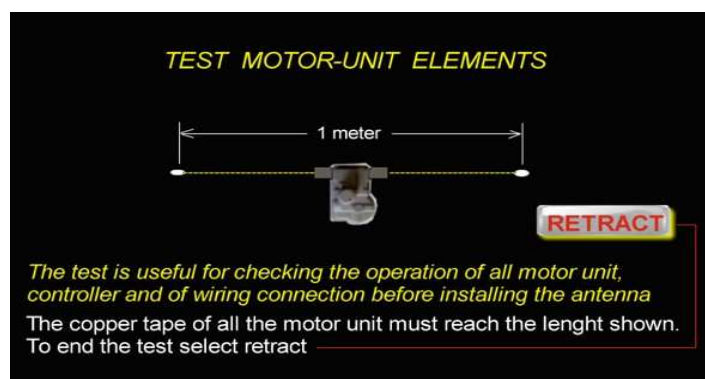 TEST MOTOR-UNIT ELEMENTS
1 meter
RETRACT
The test is useful for checking the operation of all motor unit,
controller and of wiring connection before installing the antenna
The copper tape of all the motor unit must reach the lenght shown.
To end the test select retract